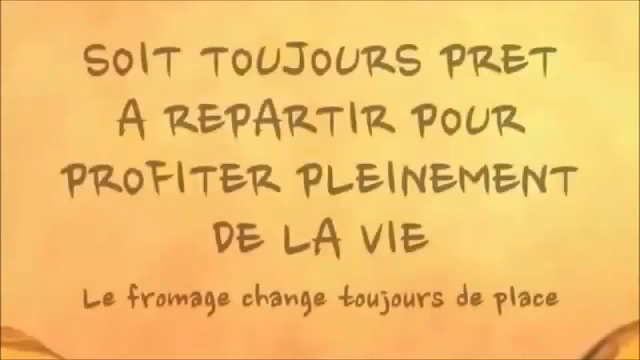 SOIT TOUJOURS PRET
A REPARTIR POUR
PROFITER PLEINEMENT
DE LA VIE
Le fromage change toujours de place